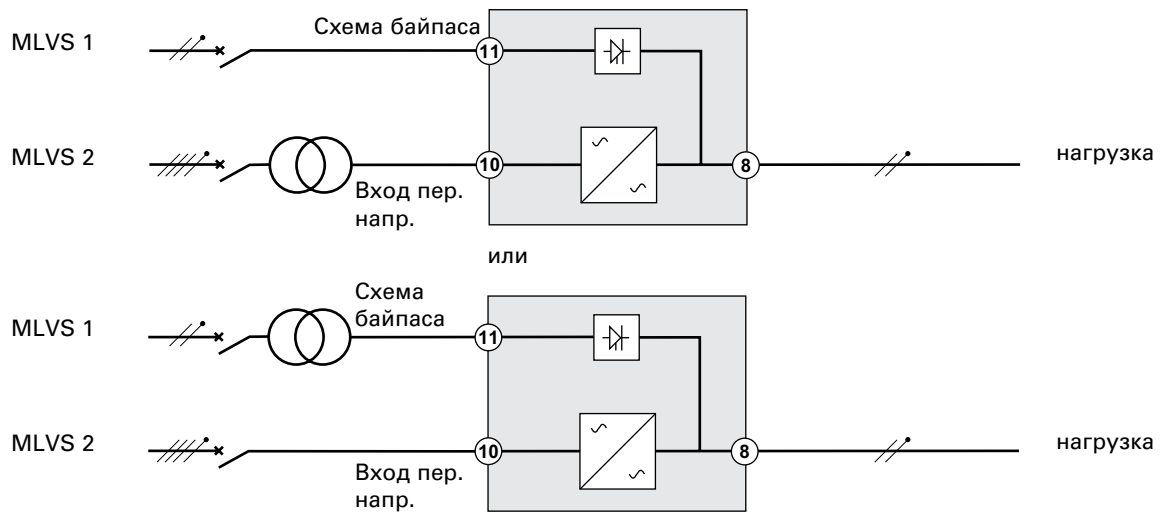 MLVS 1
Схема байпаса
11
MLVS 2
10
8
нагрузка
Вход пер.
напр.
или
MLVS 1
Схема
байпаса
11
MLVS 2
10
8
нагрузка
Вход пер.
напр.